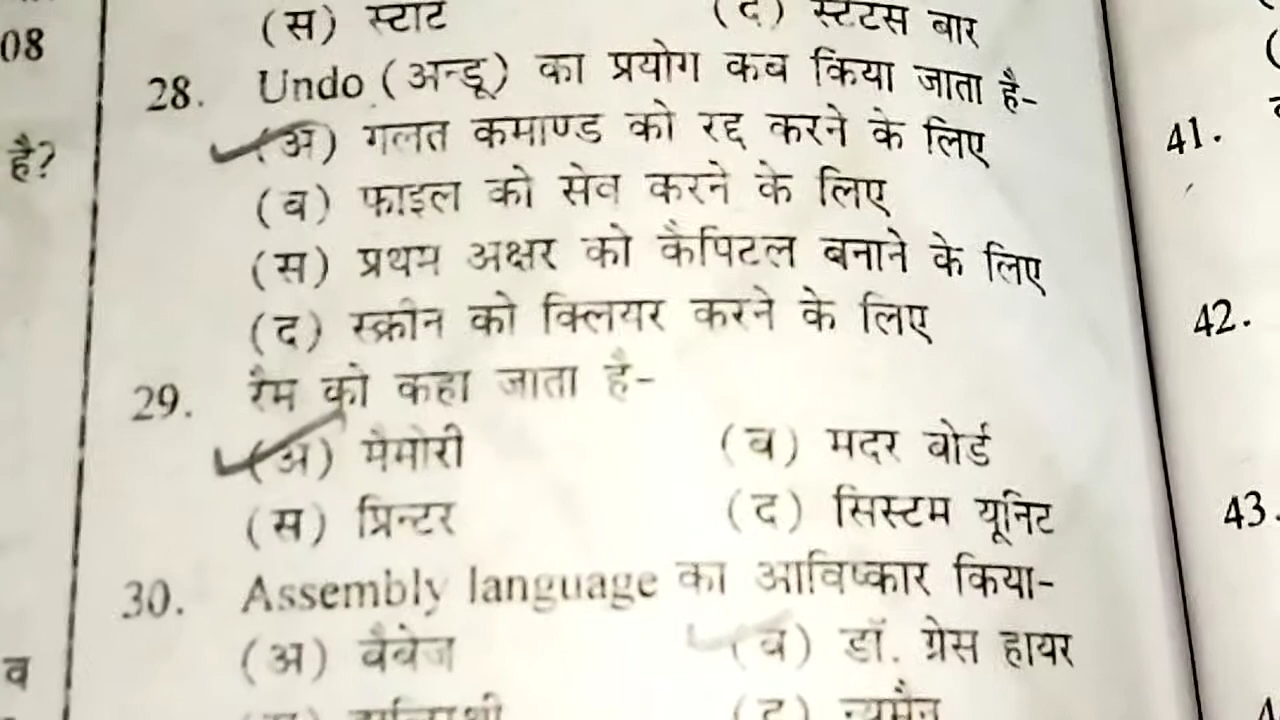 08
है?
व
(स) स्टार्ट (द) स्टेटस बार
28. Undo (अन्डू) का प्रयोग कब किया जाता है-
(अ) गलत कमाण्ड को रद्द करने के लिए
(ब) फाइल को सेव करने के लिए
(स) प्रथम अक्षर को कैपिटल बनाने के लिए
(द) स्क्रीन को क्लियर करने के लिए
29. रैम को कहा जाता है-
(अ) मैमोरी (ब) मदर बोर्ड
(स) प्रिन्टर (द) सिस्टम यूनिट
30. Assembly language का आविष्कार किया-
(अ) बैवेज (ब) डॉ. ग्रेस हायर
(द) न्यूमैन
41.
42.
43.